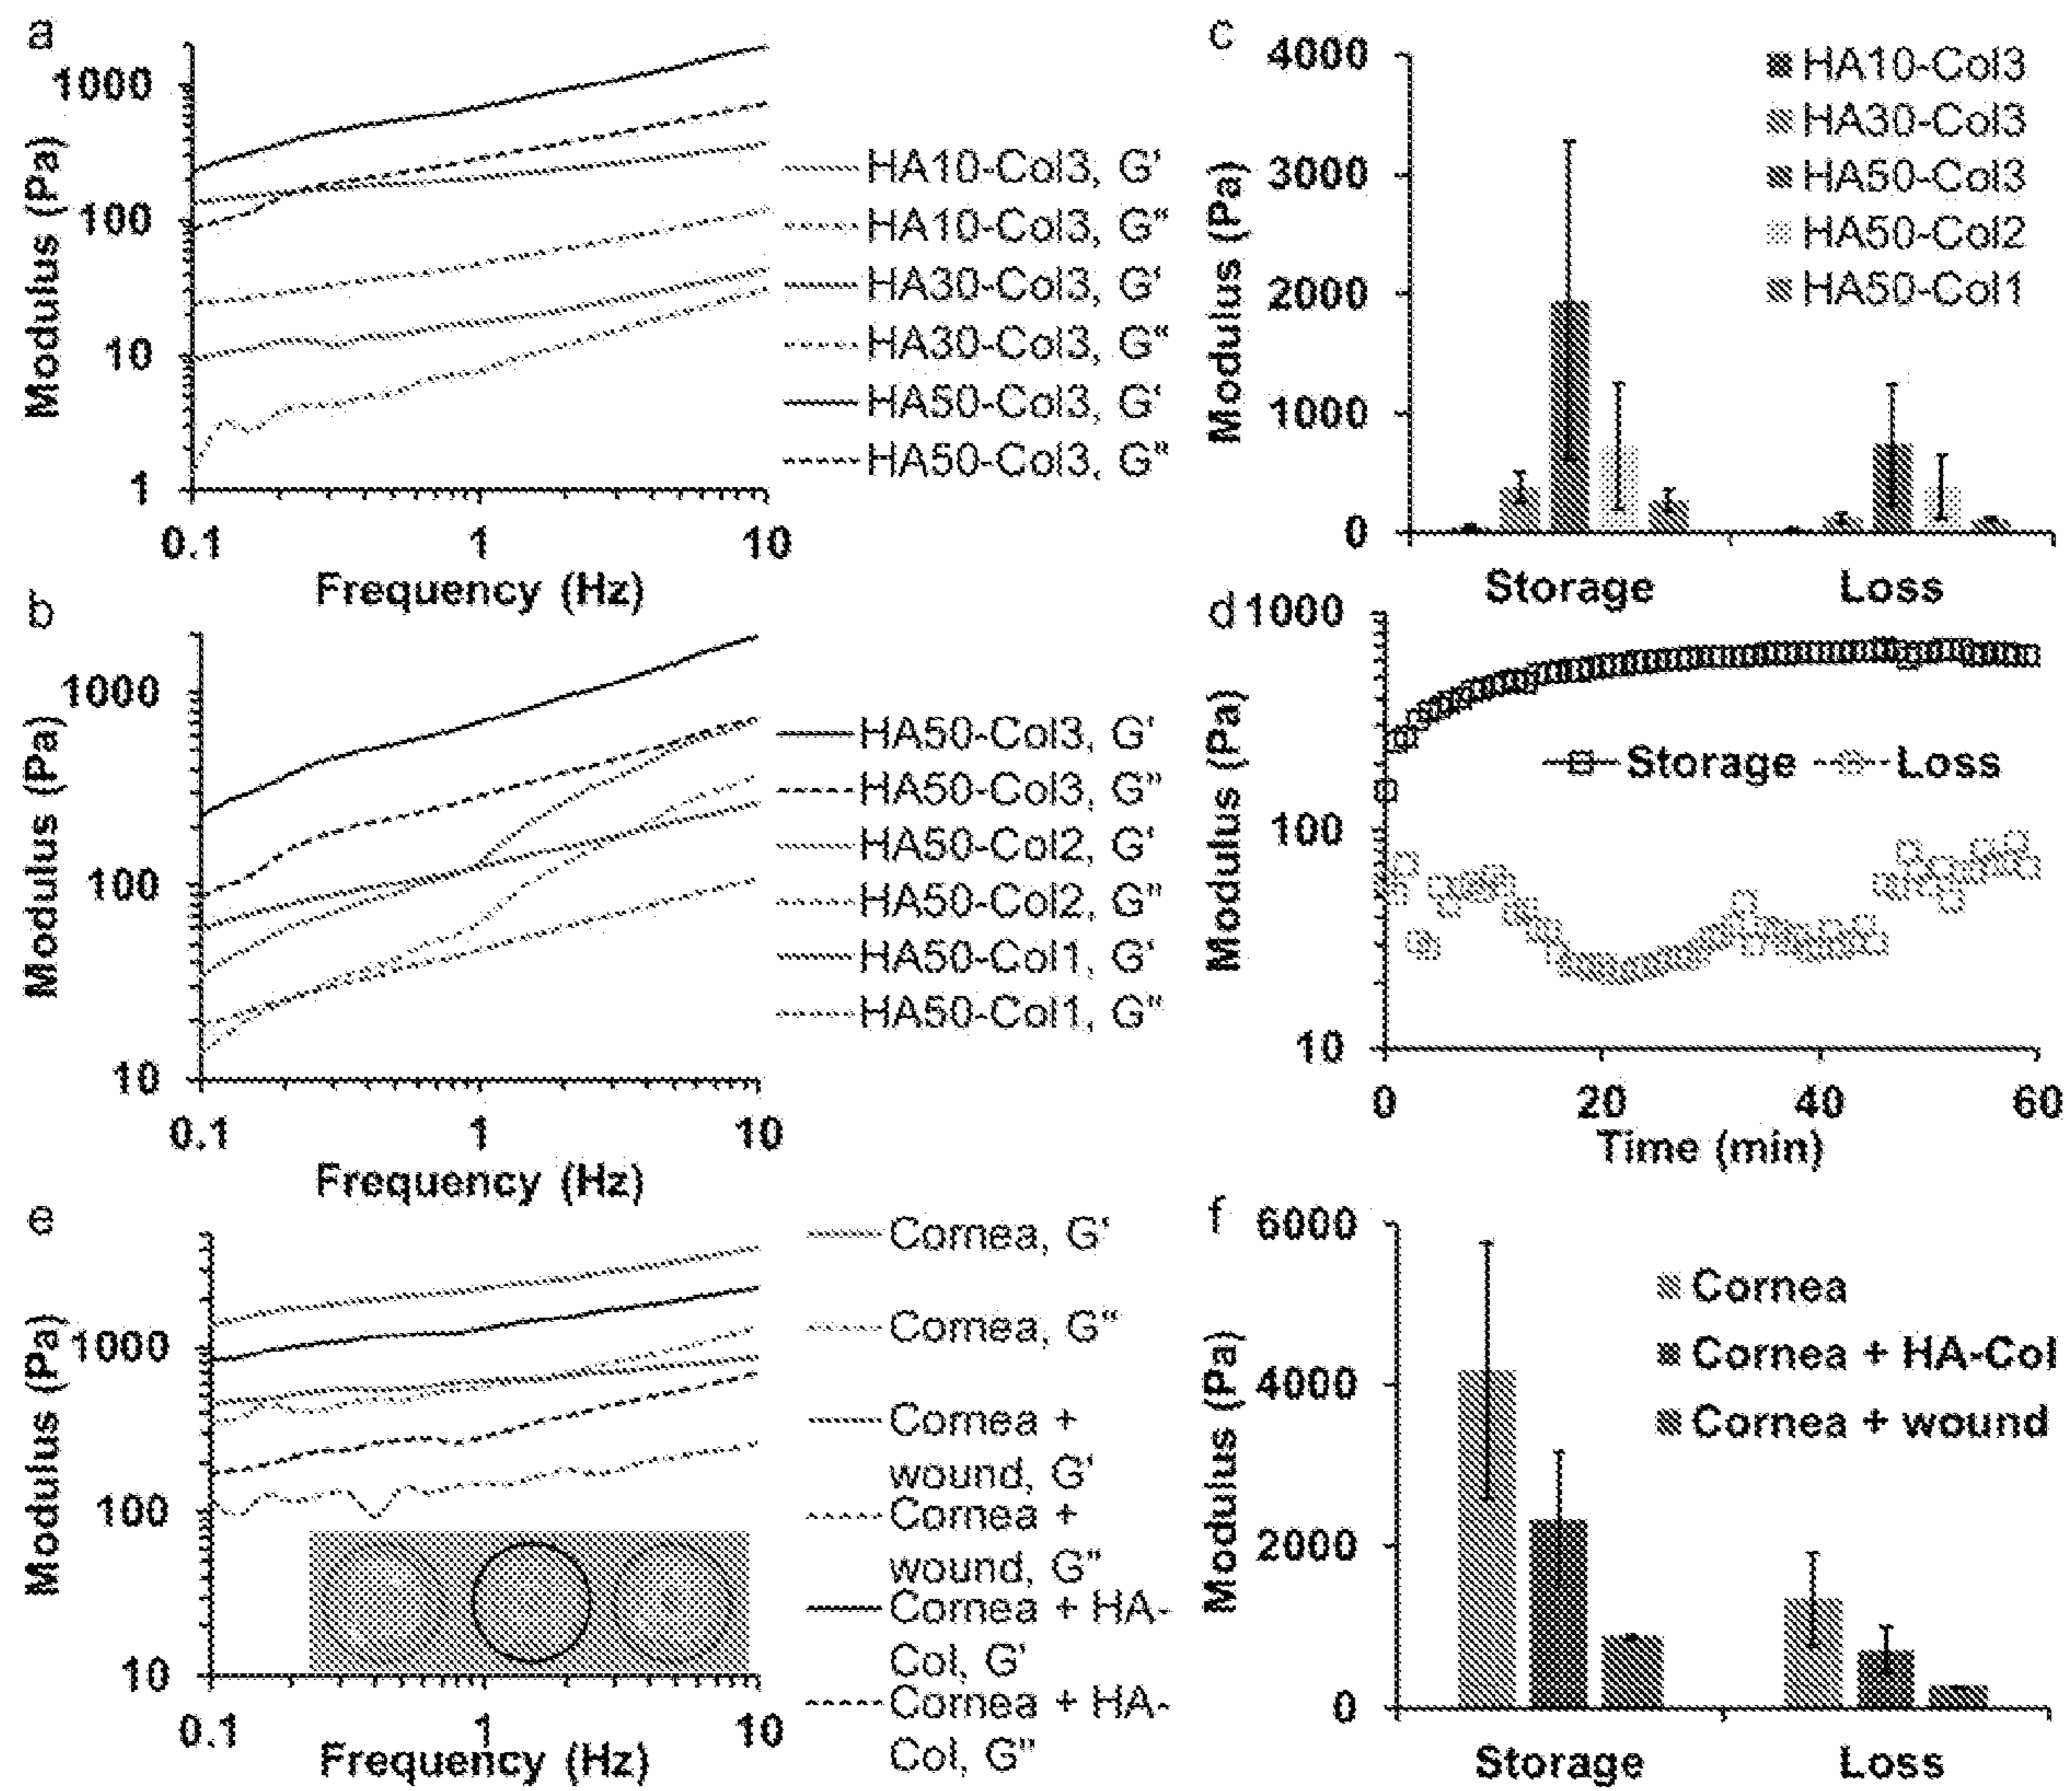 a
1000
100
10
1
Modulus (Pa)
0.1
1
10
Frequency (Hz)
HA10-Col3, G'
HA10-Col3, G"
HA30-Col3, G'
HA30-Col3, G"
HA50-Col3, G'
HA50-Col3, G"
c
4000
3000
2000
1000
0
Modulus (Pa)
HA10-Col3
HA30-Col3
HA50-Col3
HA50-Col2
HA50-Col1
Storage
Loss
b
1000
100
10
Modulus (Pa)
0.1
1
10
Frequency (Hz)
HA50-Col3, G'
HA50-Col3, G"
HA50-Col2, G'
HA50-Col2, G"
HA50-Col1, G'
HA50-Col1, G"
d
1000
100
10
Modulus (Pa)
Storage
Loss
0
20
40
60
Time (min)
e
1000
100
10
Modulus (Pa)
0.1
1
10
Frequency (Hz)
Cornea, G'
Cornea, G"
Cornea +
wound, G'
Cornea +
wound, G"
Cornea + HA-
Col, G'
Cornea + HA-
Col, G"
f
6000
4000
2000
0
Modulus (Pa)
Cornea
Cornea + HA-Col
Cornea + wound
Storage
Loss